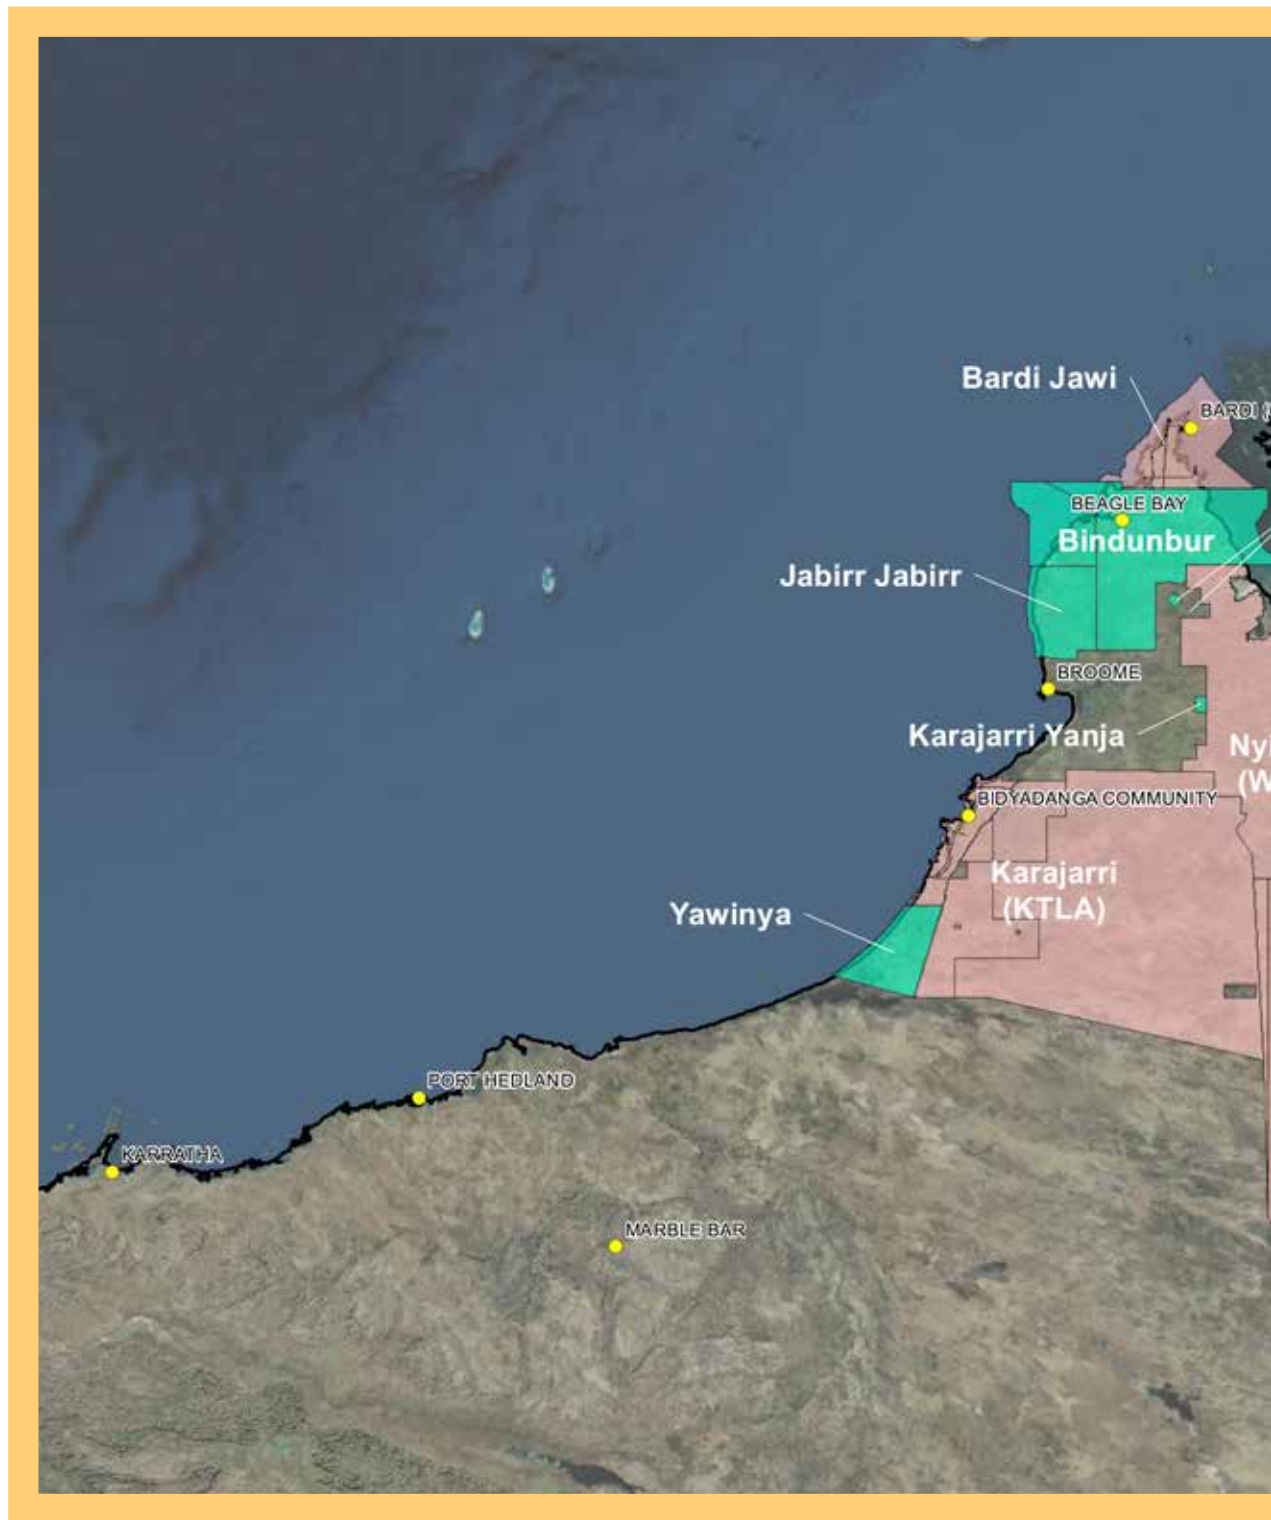 Bardi Jawi
BARDI
BEAGLE BAY
Bindunbur
Jabirr Jabirr
BROOME
Karajarri Yanja
BIDYADANGA COMMUNITY
Karajarri
(KTLA)
Yawinya
PORT HEDLAND
KARRATHA
MARBLE BAR